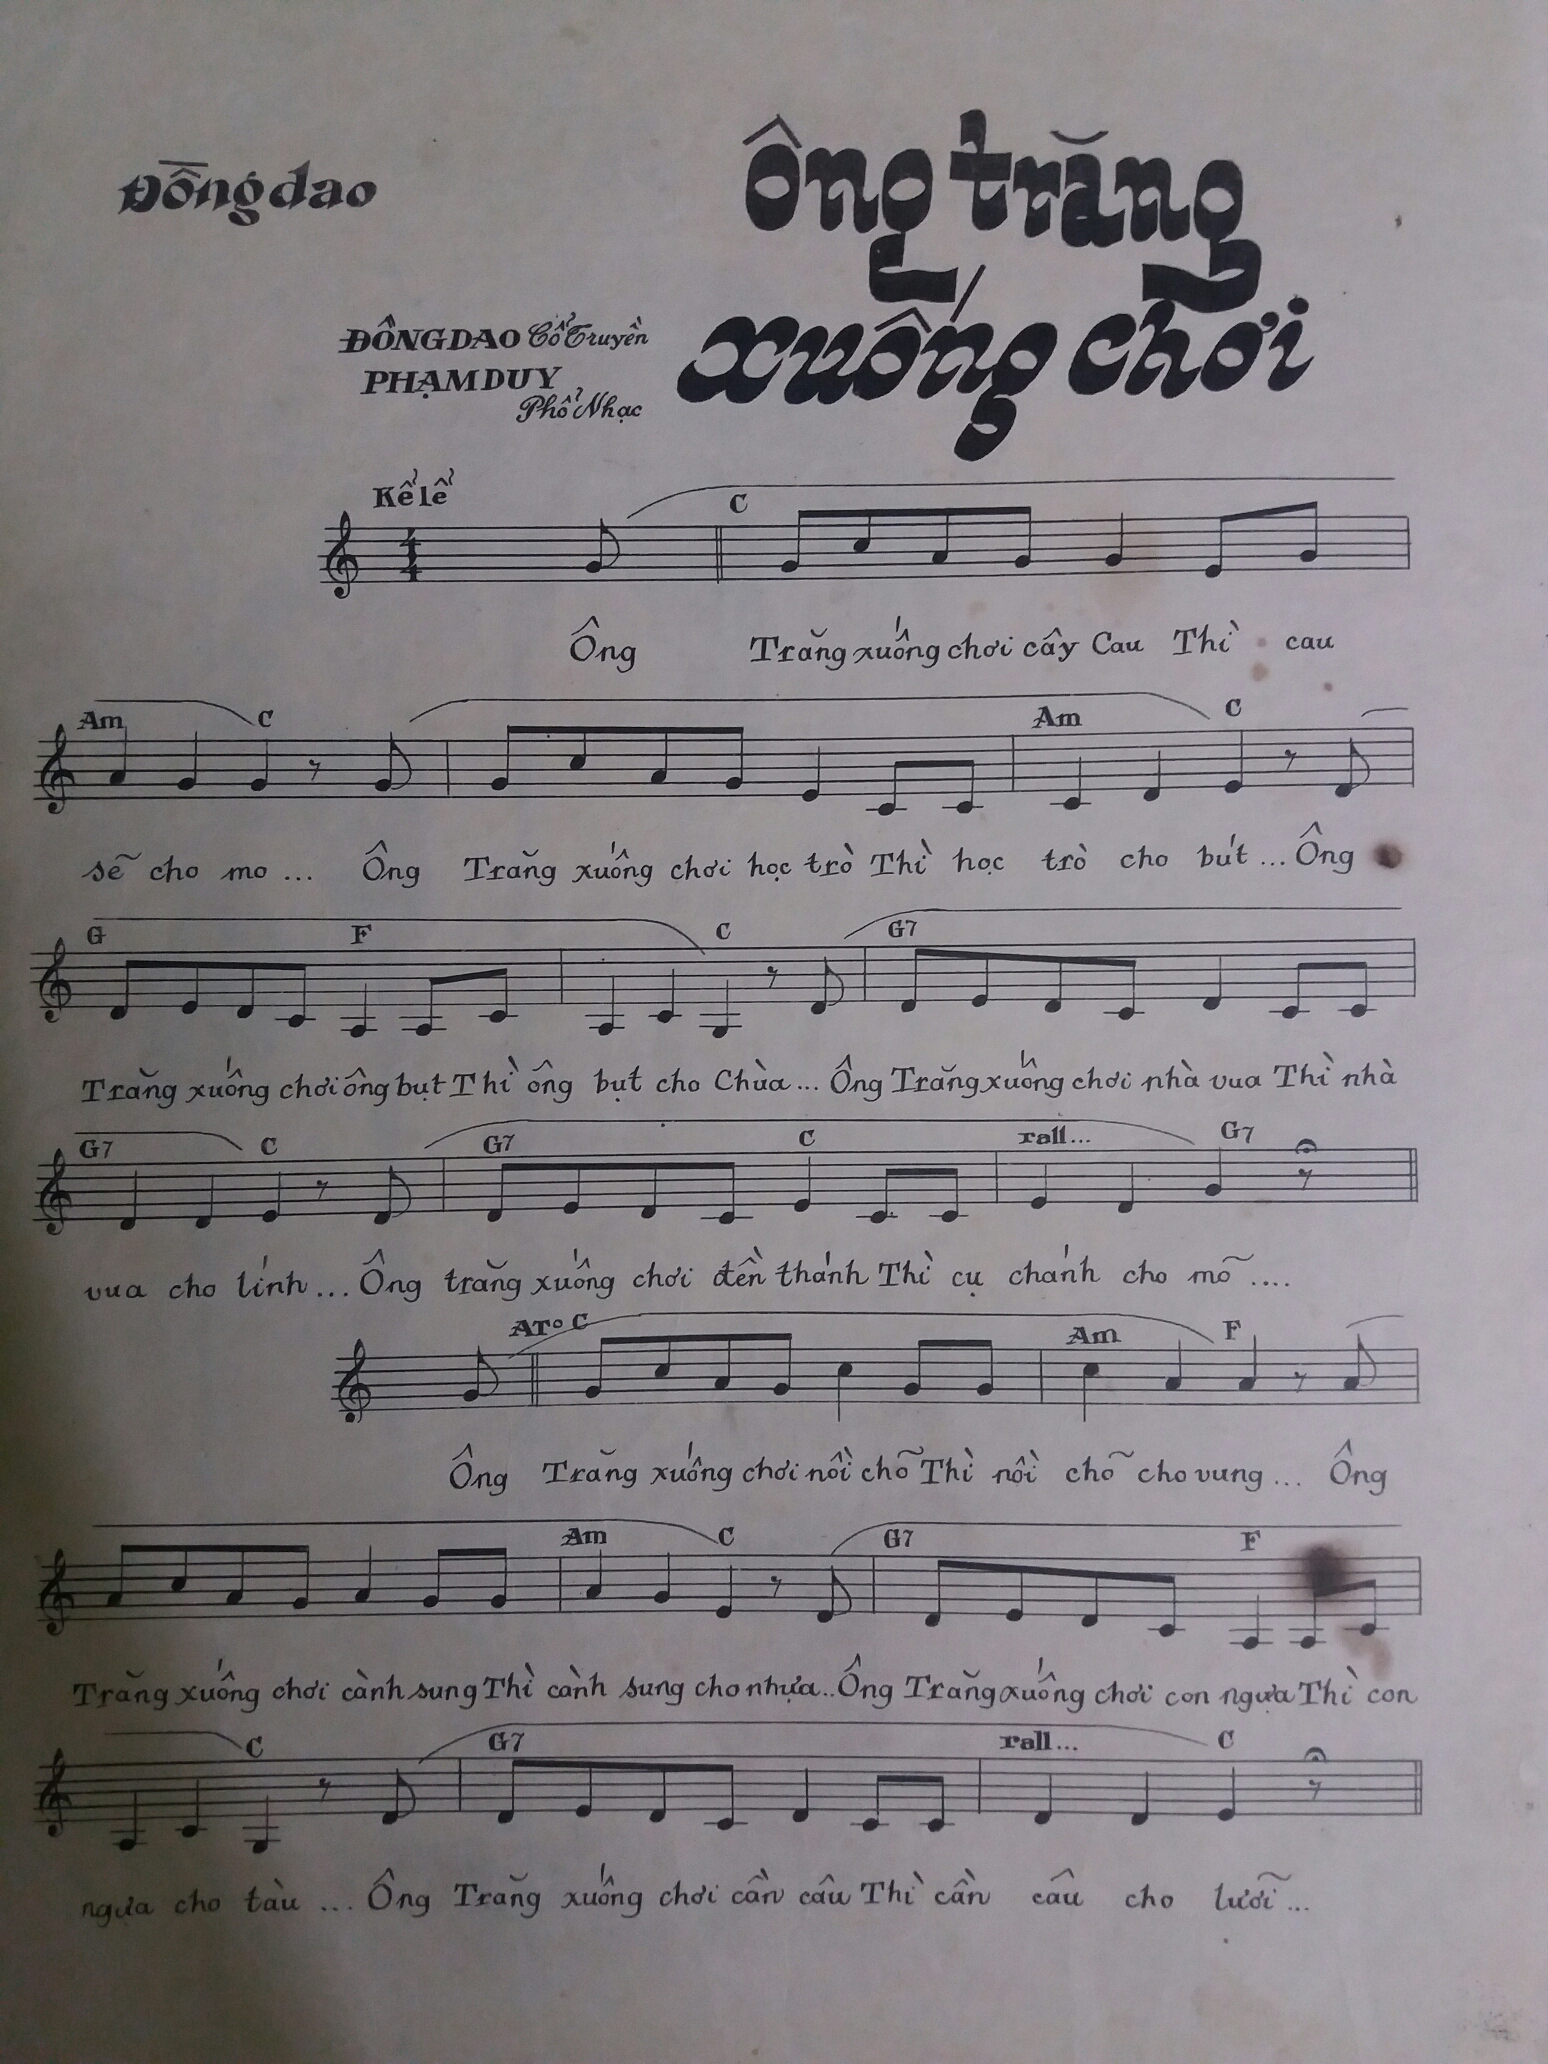 Đồng dao
ông trăng
xuống chơi
ĐỒNG DAO Cổ Truyền
PHẠM DUY
Phổ Nhạc
Kể lể
C
Ông Trăng xuống chơi cây Cau Thì cau
Am C Am C
sẽ cho mo ... Ông Trăng xuống chơi học trò Thì học trò cho bút ... Ông
G F C G7
Trăng xuống chơi ông bụt Thì ông bụt cho Chùa ... Ông Trăng xuống chơi nhà vua Thì nhà
G7 C G7 C rall... G7
vua cho lính ... Ông trăng xuống chơi đền thánh Thì cụ chánh cho mõ ....
ATº C Am F
Ông Trăng xuống chơi nồi chõ Thì nồi chõ cho vung ... Ông
Am C G7 F
Trăng xuống chơi cành sung Thì cành sung cho nhựa.. Ông Trăng xuống chơi con ngựa Thì con
C G7 rall... C
ngựa cho tàu ... Ông Trăng xuống chơi cần câu Thì cần câu cho lưỡi ...